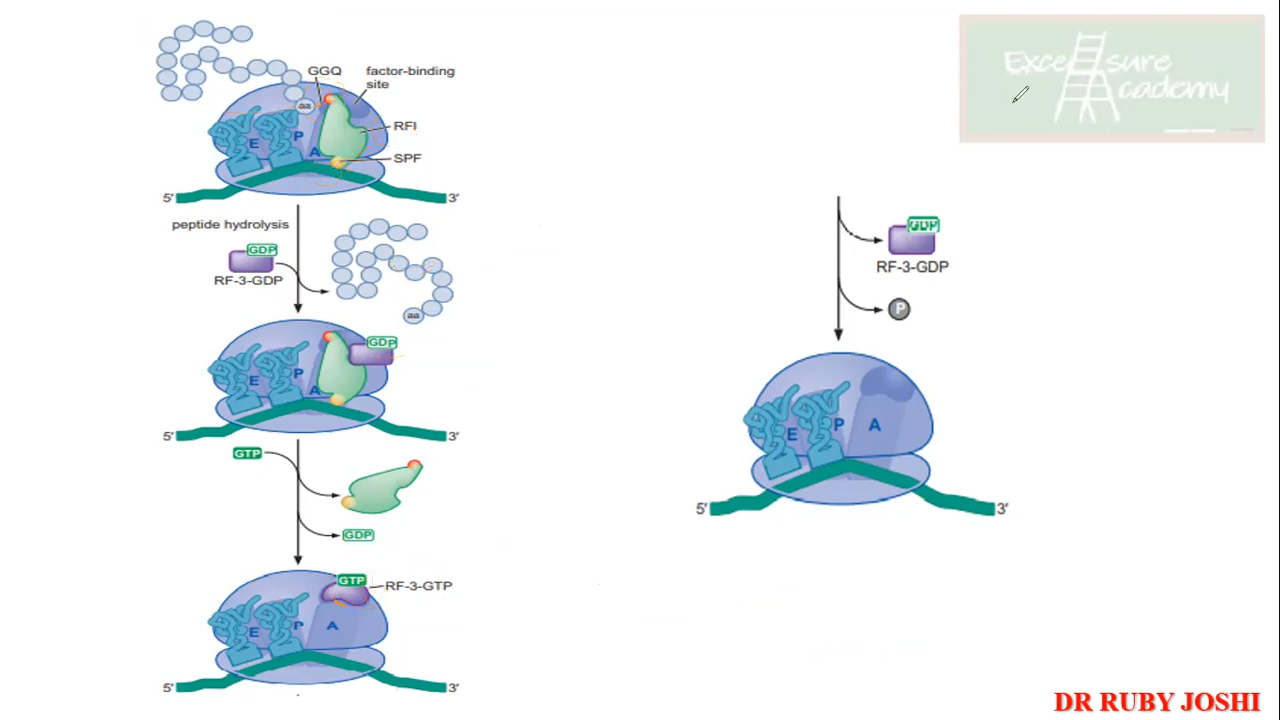 GGQ
factor-binding
site
aa
E
P
A
RFI
SPF
5′
3′
peptide hydrolysis
GDP
RF-3-GDP
aa
GDP
E
P
A
5′
3′
GTP
GDP
GTP
RF-3-GTP
E
P
A
5′
3′
Excel sure
cademy
GDP
RF-3-GDP
P
E
P
A
5′
3′
DR RUBY JOSHI